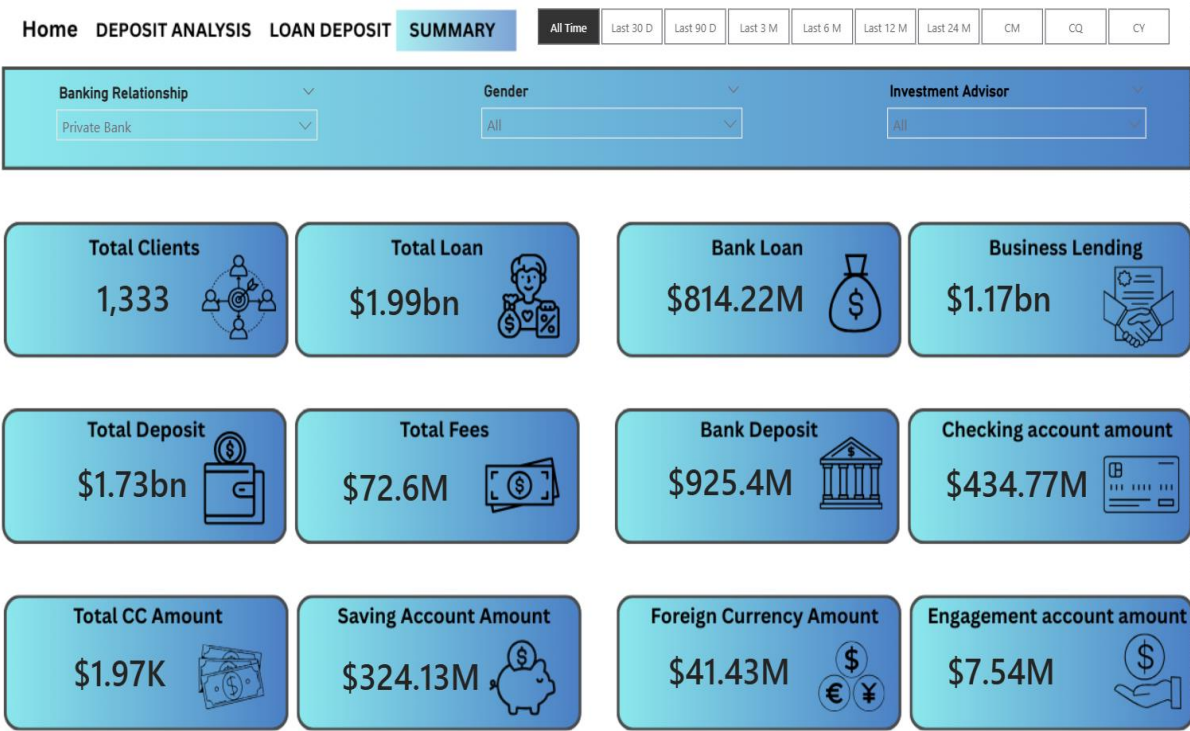 Home DEPOSIT ANALYSIS LOAN DEPOSIT SUMMARY All Time Last 30 D Last 90 D Last 3 M Last 6 M Last 12 M Last 24 M CM CQ CY
Banking Relationship Gender Investment Advisor
Private Bank All All
Total Clients Total Loan Bank Loan Business Lending
1,333 $1.99bn $814.22M $1.17bn
Total Deposit Total Fees Bank Deposit Checking account amount
$1.73bn $72.6M $925.4M $434.77M
Total CC Amount Saving Account Amount Foreign Currency Amount Engagement account amount
$1.97K $324.13M $41.43M $7.54M